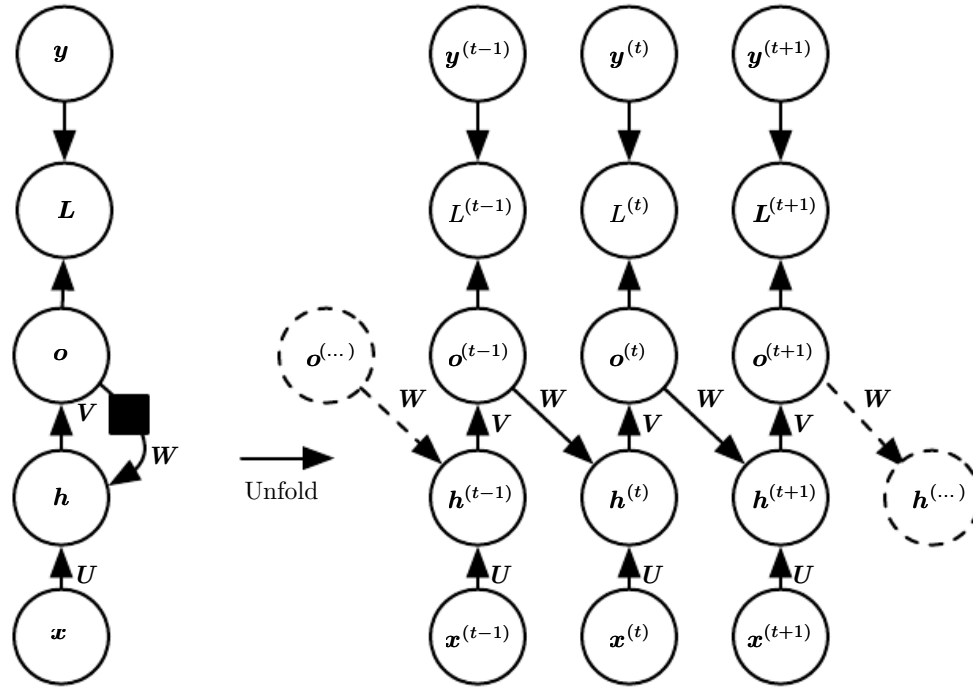 y y^(t−1) y^(t) y^(t+1)
L L^(t−1) L^(t) L^(t+1)
o o^(...) o^(t−1) o^(t) o^(t+1)
W W W W
V V V V
W
h h^(t−1) h^(t) h^(t+1) h^(...)
Unfold
U U U U
x x^(t−1) x^(t) x^(t+1)